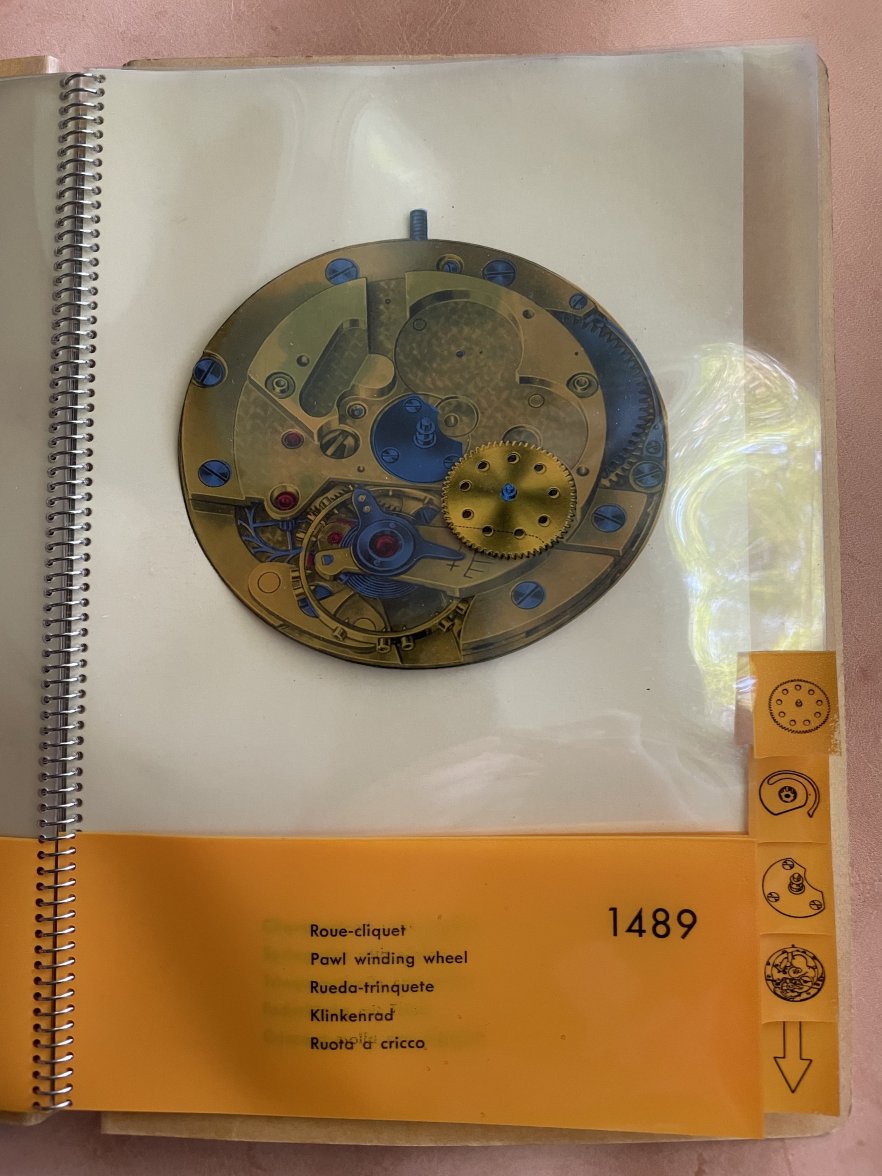 +E
1489
Roue-cliquet
Pawl winding wheel
Rueda-trinquete
Klinkenrad
Ruota a cricco